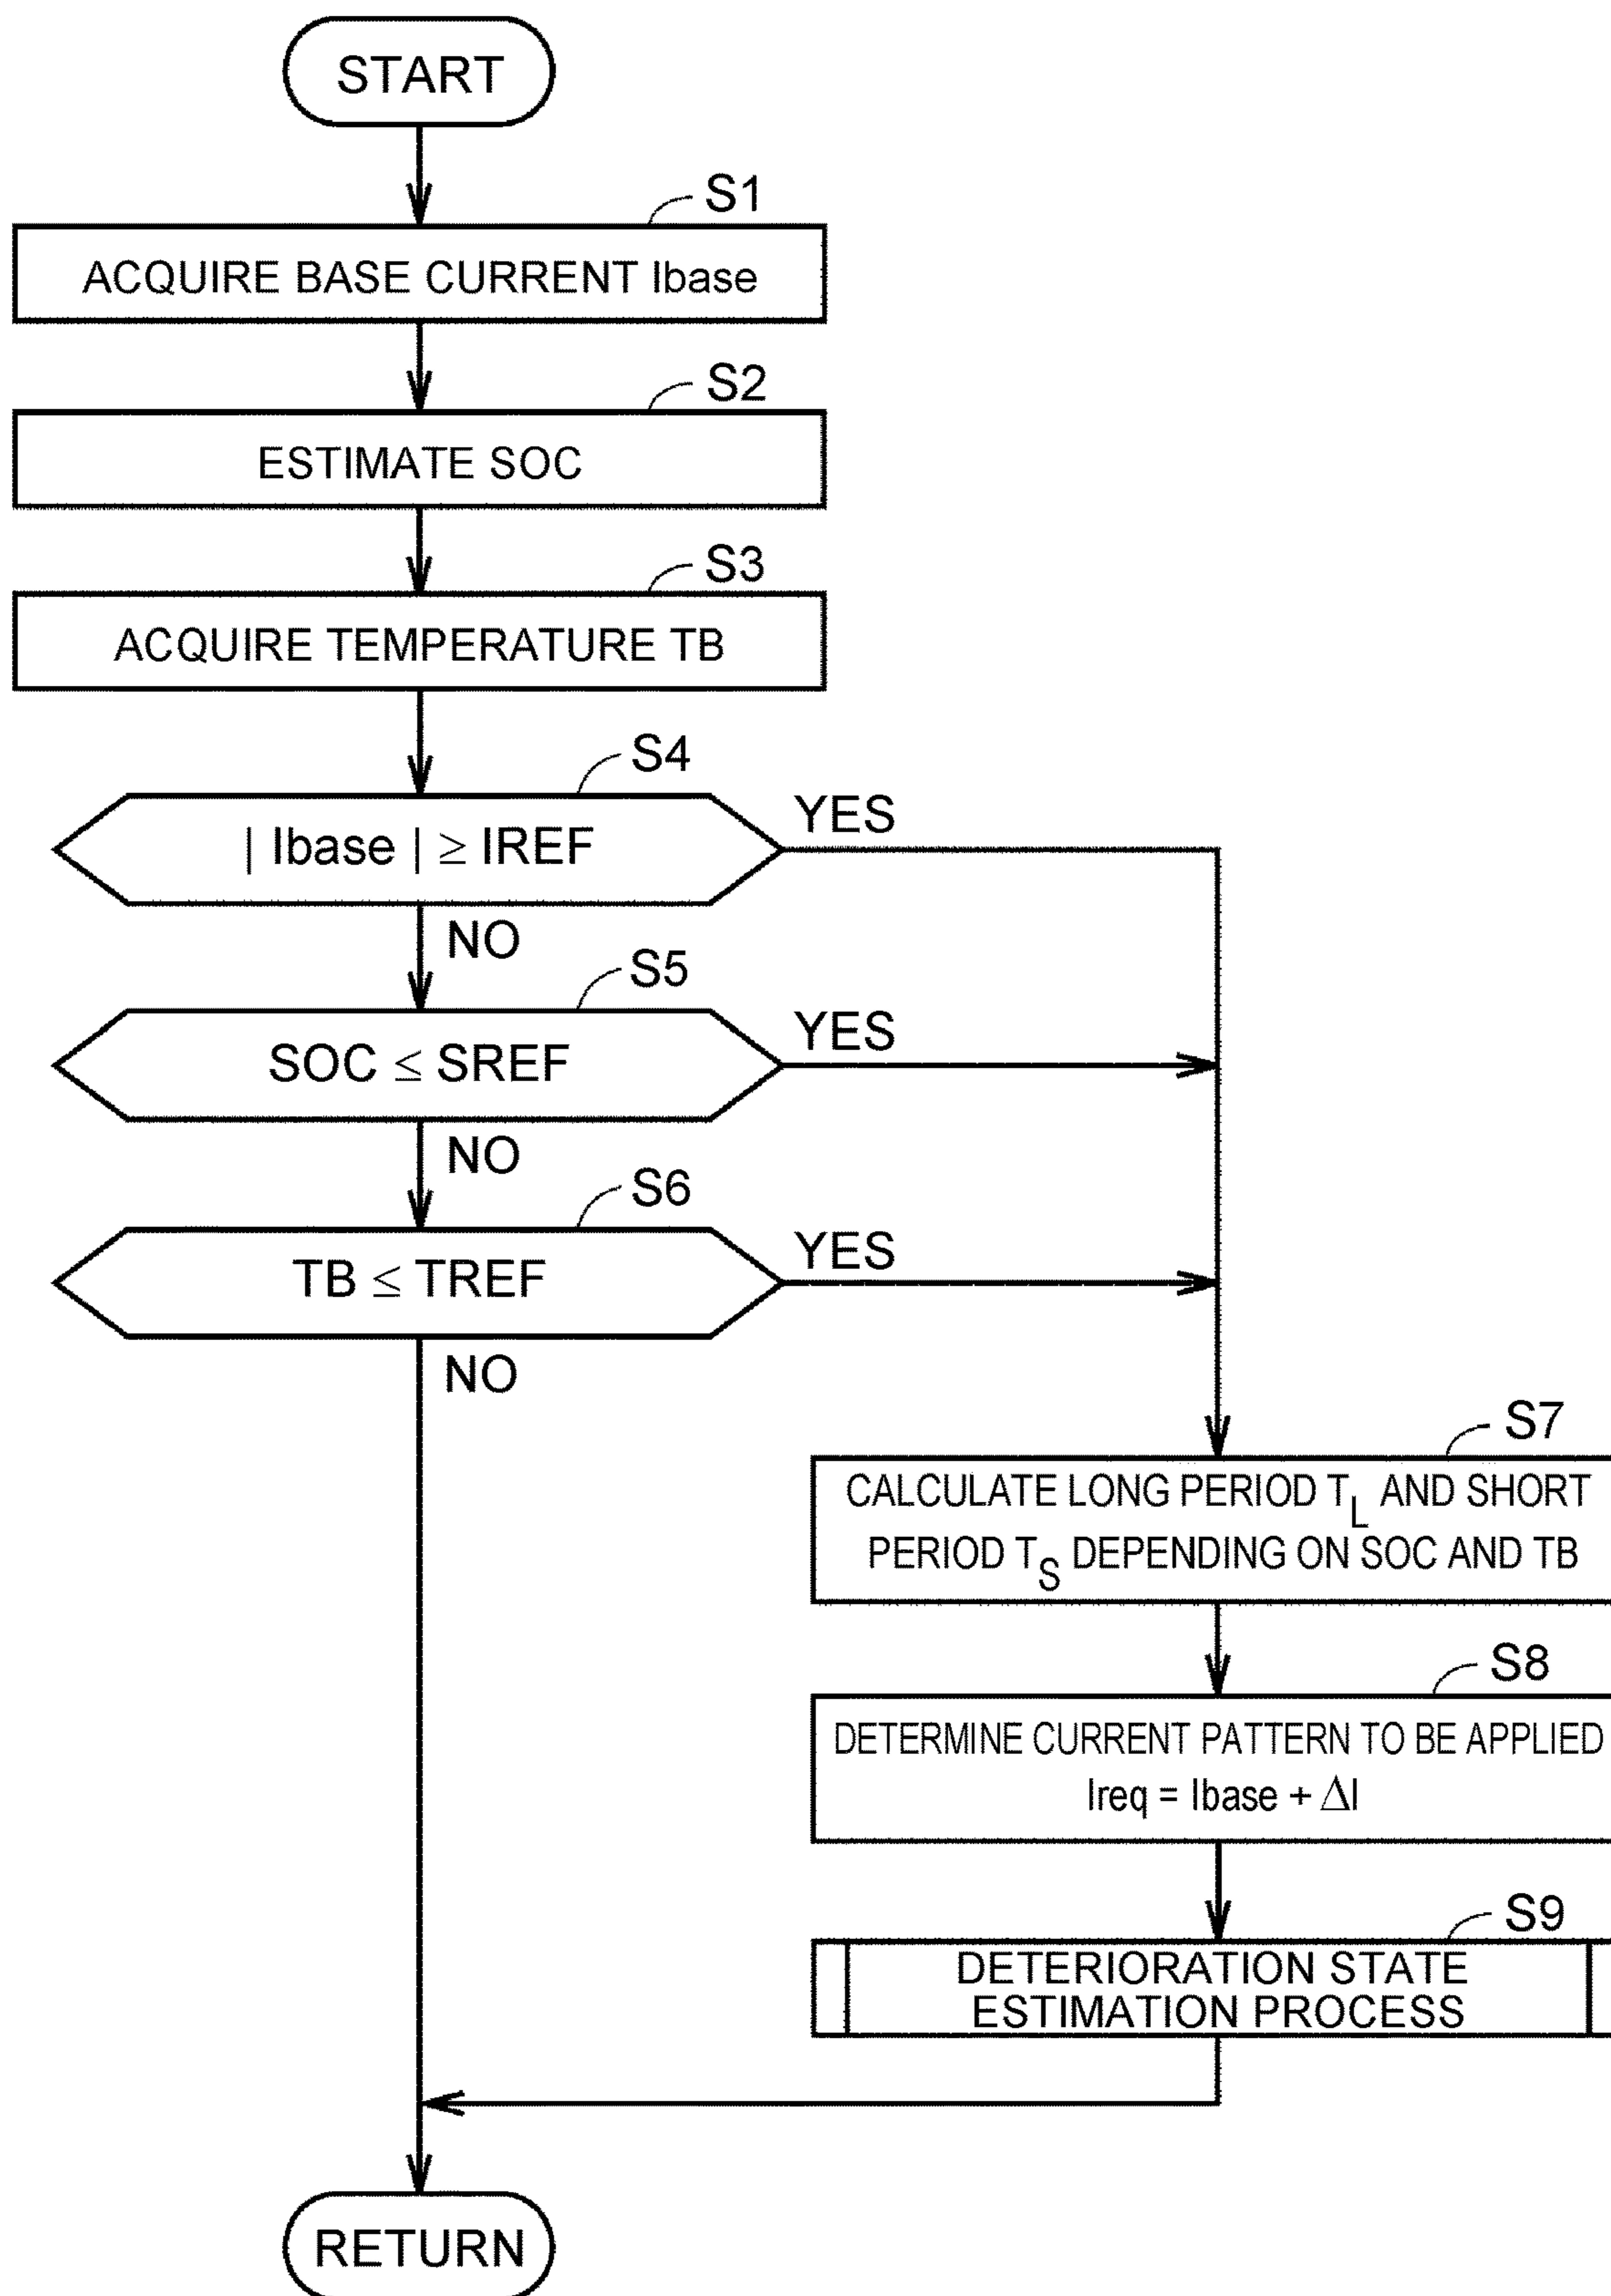 START
S1
ACQUIRE BASE CURRENT Ibase
S2
ESTIMATE SOC
S3
ACQUIRE TEMPERATURE TB
S4
| Ibase | ≥ IREF
YES
NO
S5
SOC ≤ SREF
YES
NO
S6
TB ≤ TREF
YES
NO
S7
CALCULATE LONG PERIOD T_L AND SHORT
PERIOD T_S DEPENDING ON SOC AND TB
S8
DETERMINE CURRENT PATTERN TO BE APPLIED
Ireq = Ibase + ΔI
S9
DETERIORATION STATE
ESTIMATION PROCESS
RETURN